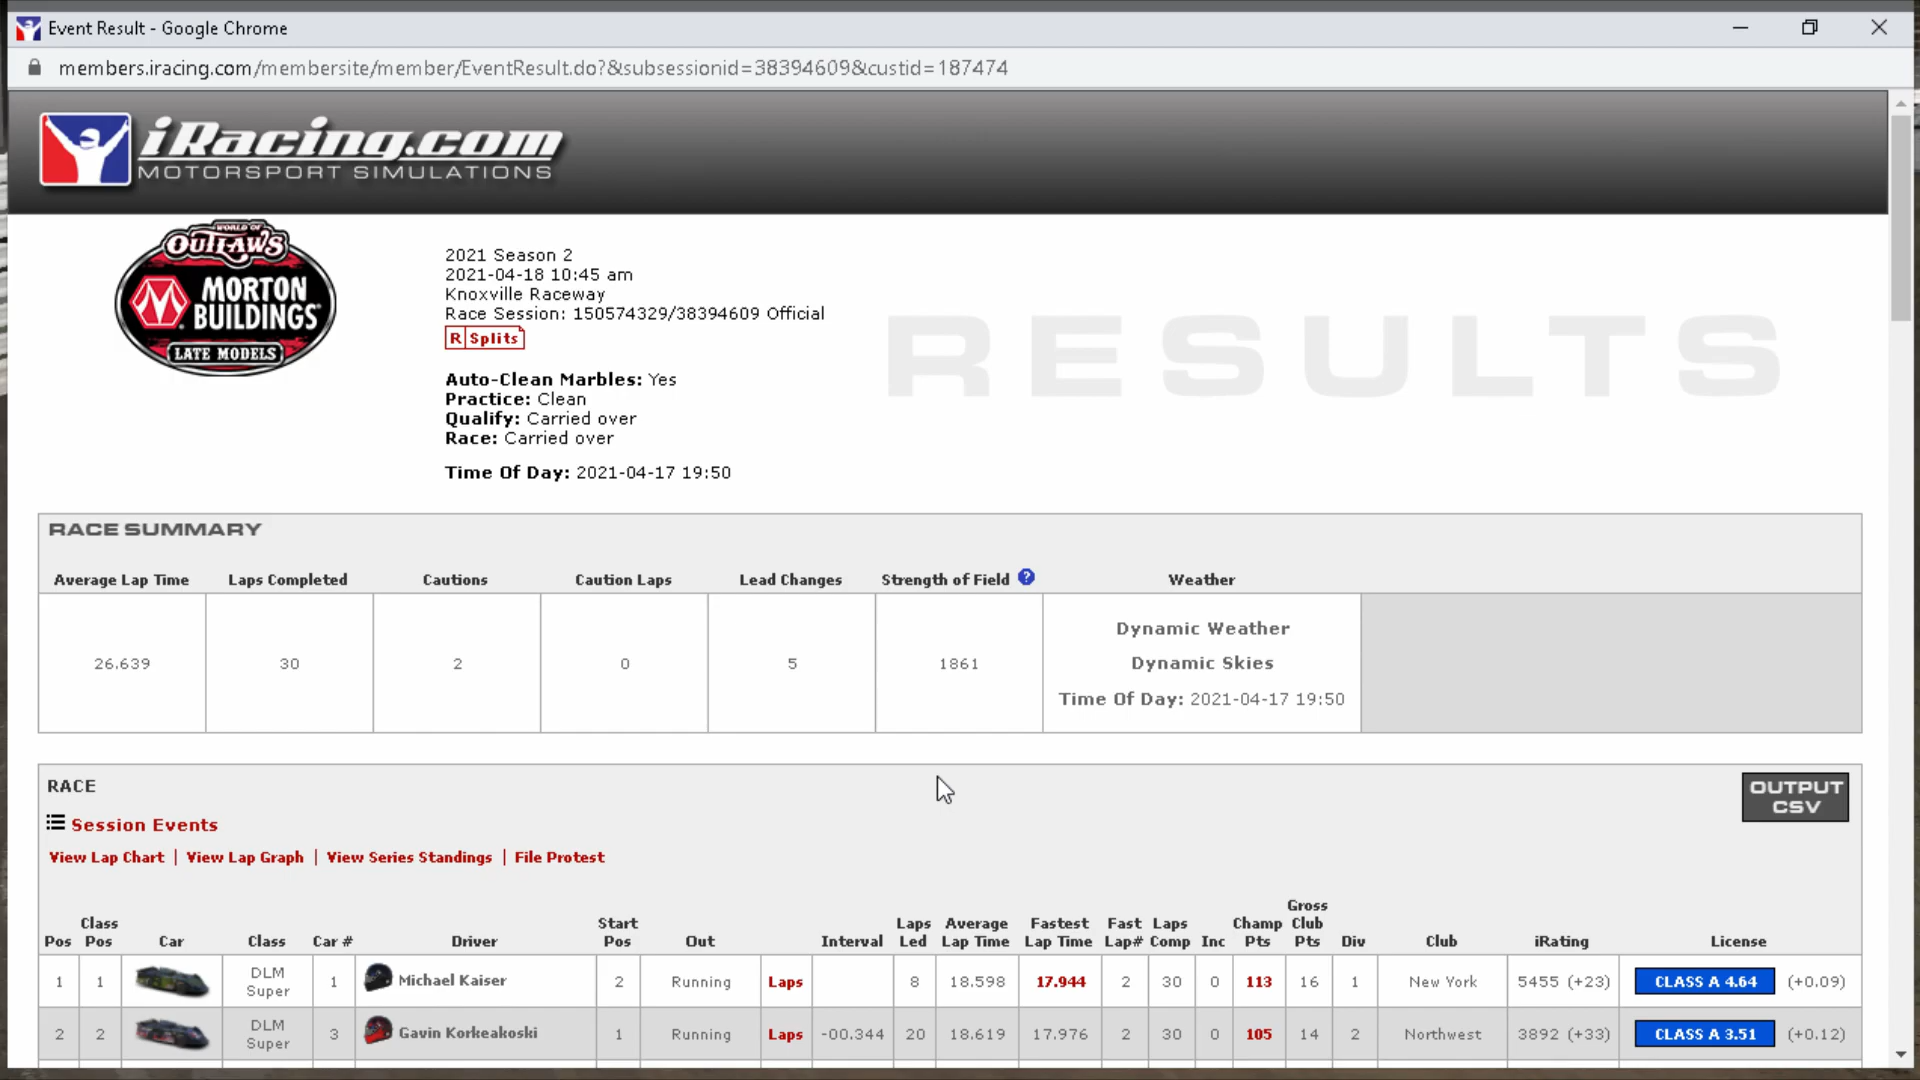 Event Result - Google Chrome
members.iracing.com/membersite/member/EventResult.do?&subsessionid=38394609&custid=187474
iRacing.com
MOTORSPORT SIMULATIONS
WORLD OF
OUTLAWS
MORTON
BUILDINGS
LATE MODELS
2021 Season 2
2021-04-18 10:45 am
Knoxville Raceway
Race Session: 150574329/38394609 Official
R Splits
RESULTS
Auto-Clean Marbles: Yes
Practice: Clean
Qualify: Carried over
Race: Carried over
Time Of Day: 2021-04-17 19:50
RACE SUMMARY
Average Lap Time Laps Completed Cautions Caution Laps Lead Changes Strength of Field ? Weather
26.639 30 2 0 5 1861
Dynamic Weather
Dynamic Skies
Time Of Day: 2021-04-17 19:50
RACE
OUTPUT
CSV
Session Events
View Lap Chart | View Lap Graph | View Series Standings | File Protest
Pos Class Pos Car Class Car # Driver Start Pos Out Interval Laps Led Average Lap Time Fastest Lap Time Fast Lap# Laps Comp Inc Champ Pts Gross Club Pts Div Club iRating License
1 1 DLM Super 1 Michael Kaiser 2 Running Laps 8 18.598 17.944 2 30 0 113 16 1 New York 5455 (+23) CLASS A 4.64 (+0.09)
2 2 DLM Super 3 Gavin Korkeakoski 1 Running Laps -00.344 20 18.619 17.976 2 30 0 105 14 2 Northwest 3892 (+33) CLASS A 3.51 (+0.12)